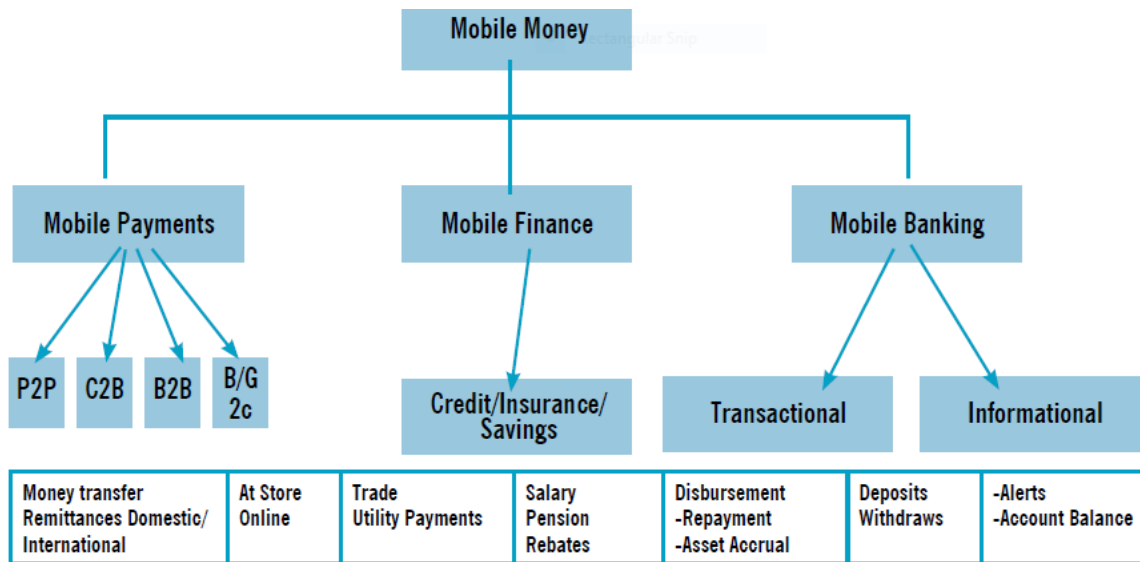 Mobile Money
Rectangular Snip
Mobile Payments
Mobile Finance
Mobile Banking
P2P
C2B
B2B
B/G
2c
Credit/Insurance/
Savings
Transactional
Informational
Money transfer
Remittances Domestic/
International
At Store
Online
Trade
Utility Payments
Salary
Pension
Rebates
Disbursement
-Repayment
-Asset Accrual
Deposits
Withdraws
-Alerts
-Account Balance